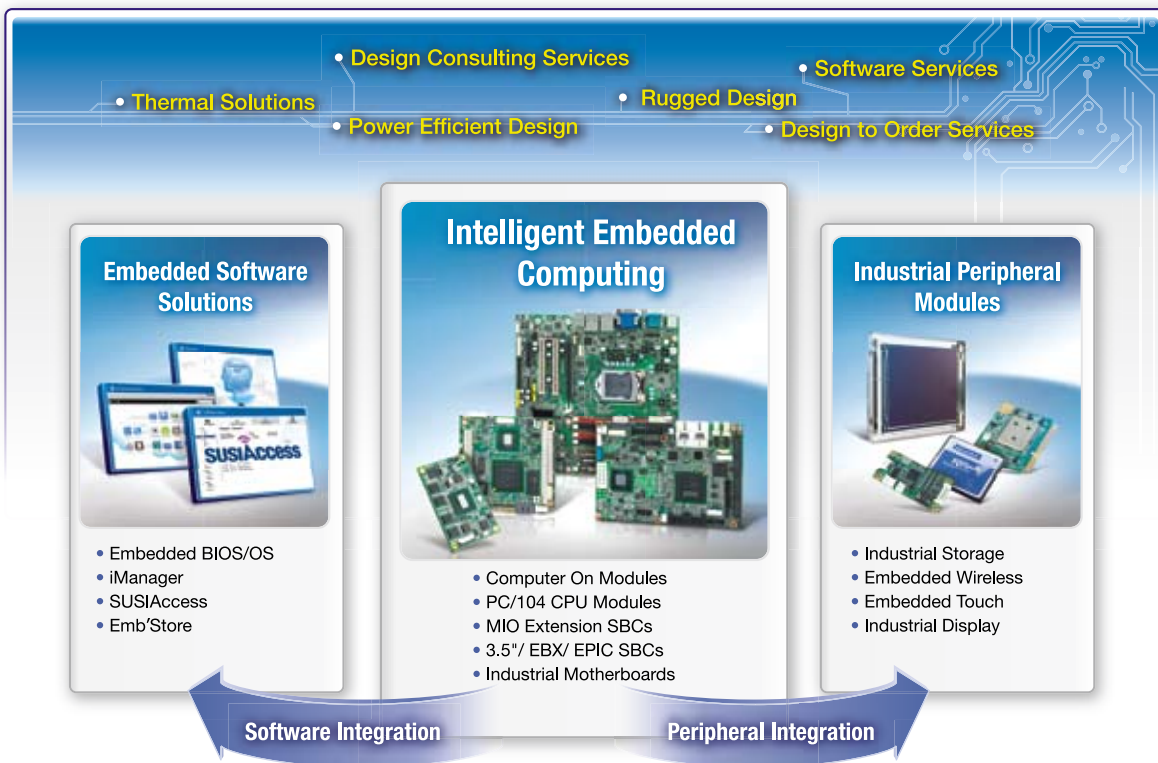 • Design Consulting Services
• Software Services
• Thermal Solutions
• Rugged Design
• Power Efficient Design
• Design to Order Services
Embedded Software
Solutions
SUSIAccess
• Embedded BIOS/OS
• iManager
• SUSIAccess
• Emb'Store
Intelligent Embedded
Computing
• Computer On Modules
• PC/104 CPU Modules
• MIO Extension SBCs
• 3.5"/ EBX/ EPIC SBCs
• Industrial Motherboards
Industrial Peripheral
Modules
• Industrial Storage
• Embedded Wireless
• Embedded Touch
• Industrial Display
Software Integration
Peripheral Integration